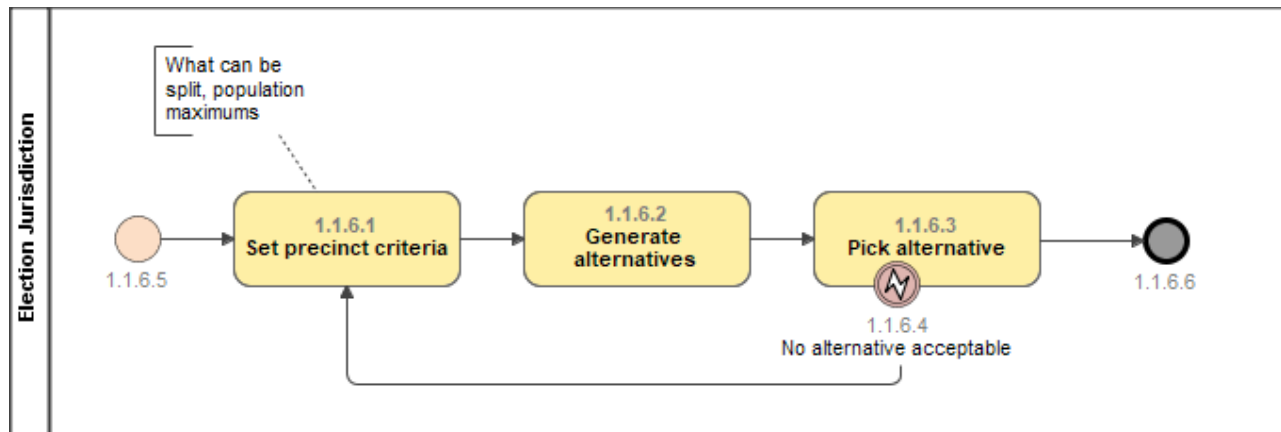 Election Jurisdiction
What can be
split, population
maximums
1.1.6.5
1.1.6.1
Set precinct criteria
1.1.6.2
Generate
alternatives
1.1.6.3
Pick alternative
1.1.6.4
No alternative acceptable
1.1.6.6